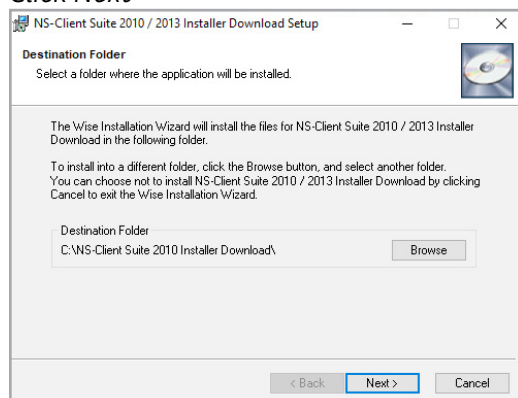 Click Next
NS-Client Suite 2010 / 2013 Installer Download Setup
Destination Folder
Select a folder where the application will be installed.
The Wise Installation Wizard will install the files for NS-Client Suite 2010 / 2013 Installer
Download in the following folder.
To install into a different folder, click the Browse button, and select another folder.
You can choose not to install NS-Client Suite 2010 / 2013 Installer Download by clicking
Cancel to exit the Wise Installation Wizard.
Destination Folder
C:\NS-Client Suite 2010 Installer Download\
Browse
< Back
Next >
Cancel